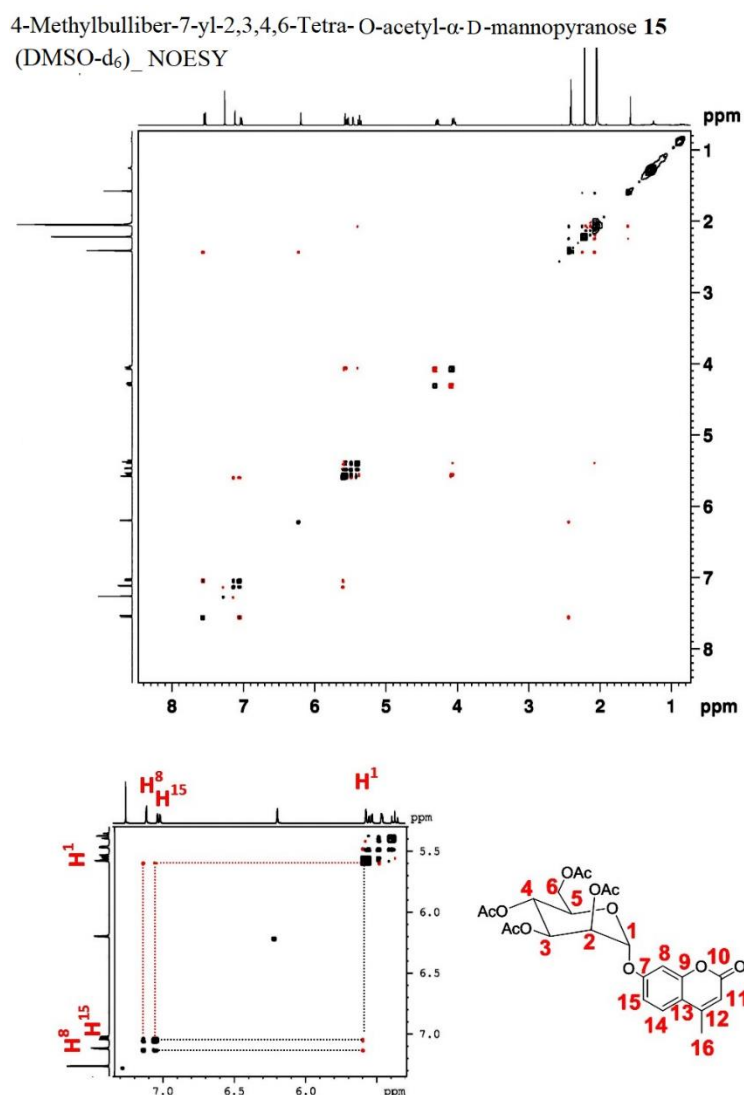 4-Methylbulliber-7-yl-2,3,4,6-Tetra- O-acetyl-α-D-mannopyranose 15
(DMSO-d6)_ NOESY
ppm
1
2
3
4
5
6
7
8
8 7 6 5 4 3 2 1 ppm
H8
H15
H1
ppm
H1
5.5
6.0
6.5
H15
H8
7.0
7.0 6.5 6.0 ppm
OAc
6
OAc
4
5
O
AcO
AcO
1
3
2
8
10
O
7
9
O
O
11
15
13
12
14
16